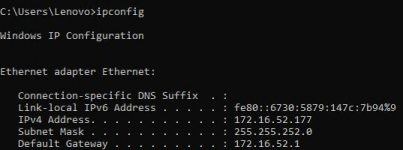 C:\Users\Lenovo>ipconfig
Windows IP Configuration
Ethernet adapter Ethernet:
Connection-specific DNS Suffix . :
Link-local IPv6 Address . . . . . : fe80::6730:5879:147c:7b94%9
IPv4 Address. . . . . . . . . . . : 172.16.52.177
Subnet Mask . . . . . . . . . . . : 255.255.252.0
Default Gateway . . . . . . . . . : 172.16.52.1